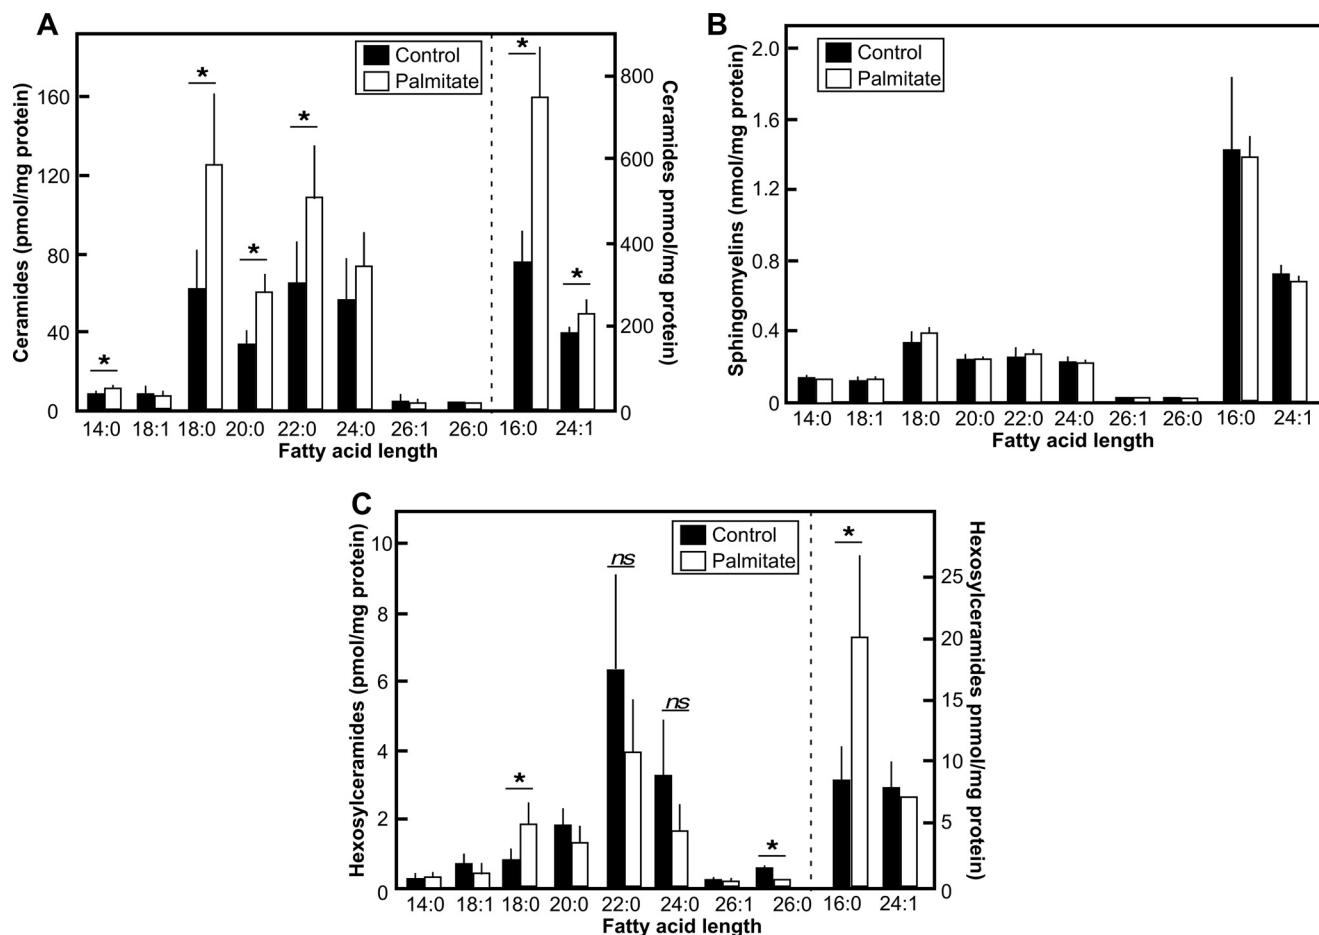 A
Control
Palmitate
*
*
*
*
*
*
Ceramides (pmol/mg protein)
160
120
80
40
0
Ceramides pnmol/mg protein)
800
600
400
200
0
14:0 18:1 18:0 20:0 22:0 24:0 26:1 26:0 16:0 24:1
Fatty acid length
B
Control
Palmitate
Sphingomyelins (nmol/mg protein)
2.0
1.6
1.2
0.8
0.4
0
14:0 18:1 18:0 20:0 22:0 24:0 26:1 26:0 16:0 24:1
Fatty acid length
C
Control
Palmitate
*
ns
ns
*
*
Hexosylceramides (pmol/mg protein)
10
8
6
4
2
0
Hexosylceramides pnmol/mg protein)
25
20
15
10
5
0
14:0 18:1 18:0 20:0 22:0 24:0 26:1 26:0 16:0 24:1
Fatty acid length